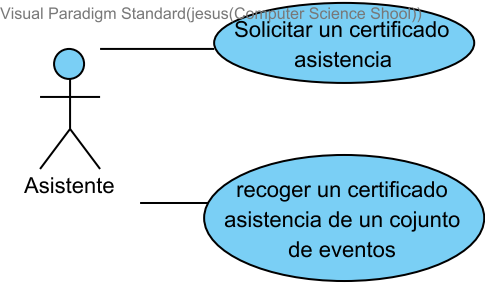 Visual Paradigm Standard(jesus(Computer Science Shool))
Solicitar un certificado
asistencia
Asistente
recoger un certificado
asistencia de un cojunto
de eventos